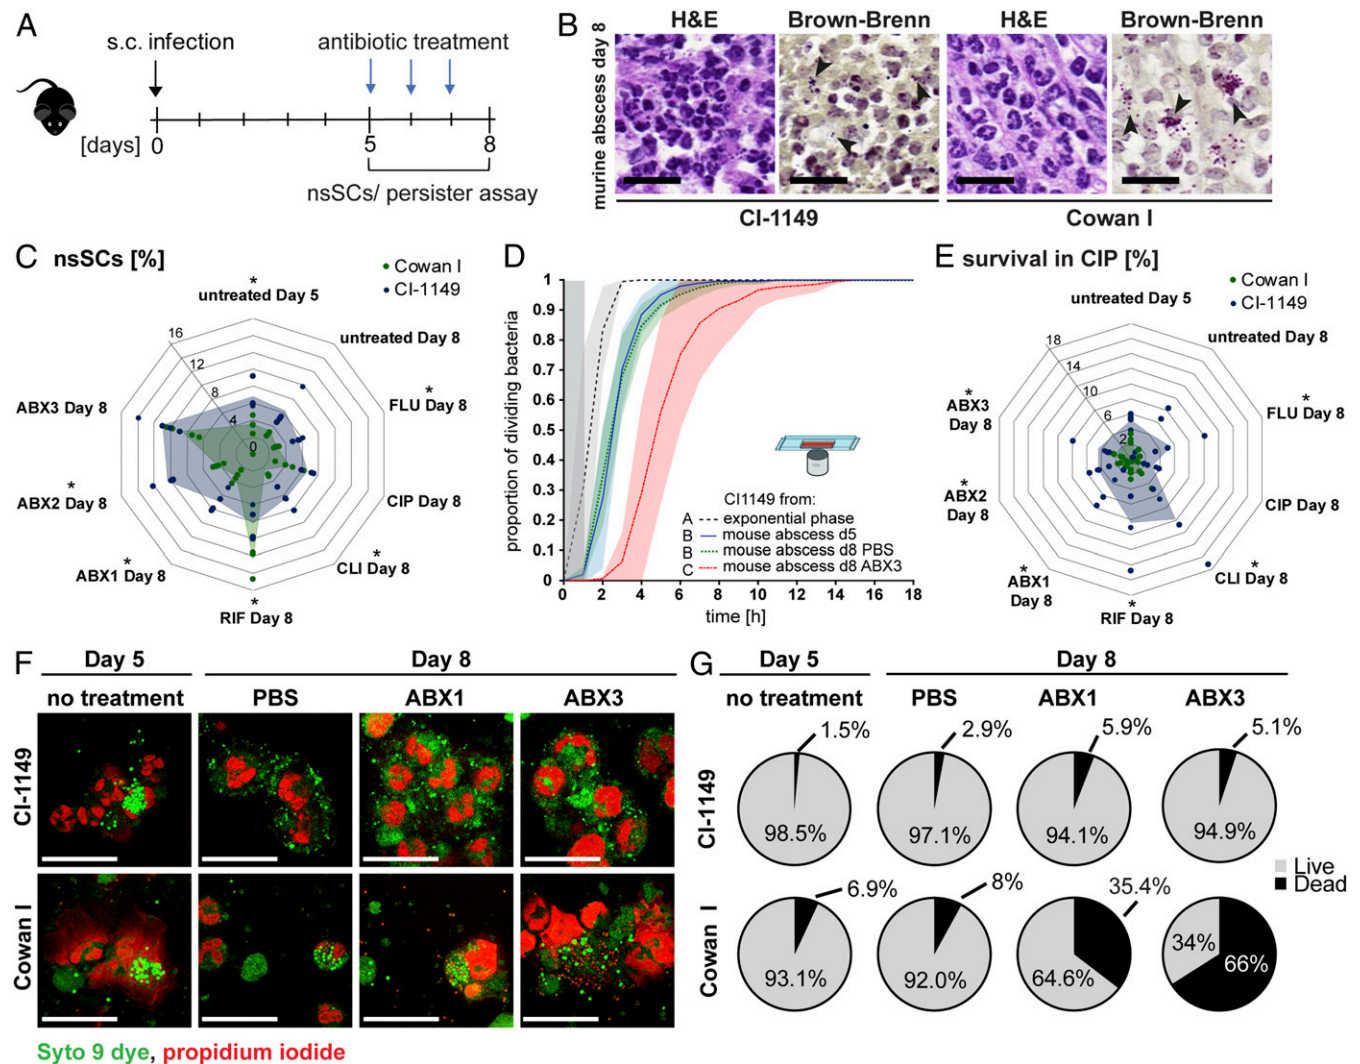 A
s.c. infection
antibiotic treatment
[days] 0 5 8
nsSCs/ persister assay
B
murine abscess day 8
H&E Brown-Brenn H&E Brown-Brenn
CI-1149 Cowan I
C nsSCs [%]
Cowan I
CI-1149
*
untreated Day 5
untreated Day 8
*
FLU Day 8
CIP Day 8
*
CLI Day 8
*
RIF Day 8
*
ABX1 Day 8
*
ABX2 Day 8
ABX3 Day 8
16
12
8
4
0
D
proportion of dividing bacteria
1
0.9
0.8
0.7
0.6
0.5
0.4
0.3
0.2
0.1
0
0 2 4 6 8 10 12 14 16 18
time [h]
CI1149 from:
A exponential phase
B mouse abscess d5
B mouse abscess d8 PBS
C mouse abscess d8 ABX3
E survival in CIP [%]
Cowan I
CI-1149
untreated Day 5
untreated Day 8
*
FLU Day 8
CIP Day 8
*
CLI Day 8
*
RIF Day 8
*
ABX1
Day 8
*
ABX2
Day 8
*
ABX3
Day 8
18
14
10
6
2
F Day 5 Day 8
no treatment PBS ABX1 ABX3
CI-1149
Cowan I
Syto 9 dye, propidium iodide
G Day 5 Day 8
no treatment PBS ABX1 ABX3
CI-1149
1.5% 2.9% 5.9% 5.1%
98.5% 97.1% 94.1% 94.9%
Live
Dead
Cowan I
6.9% 8% 35.4% 34%
93.1% 92.0% 64.6% 66%